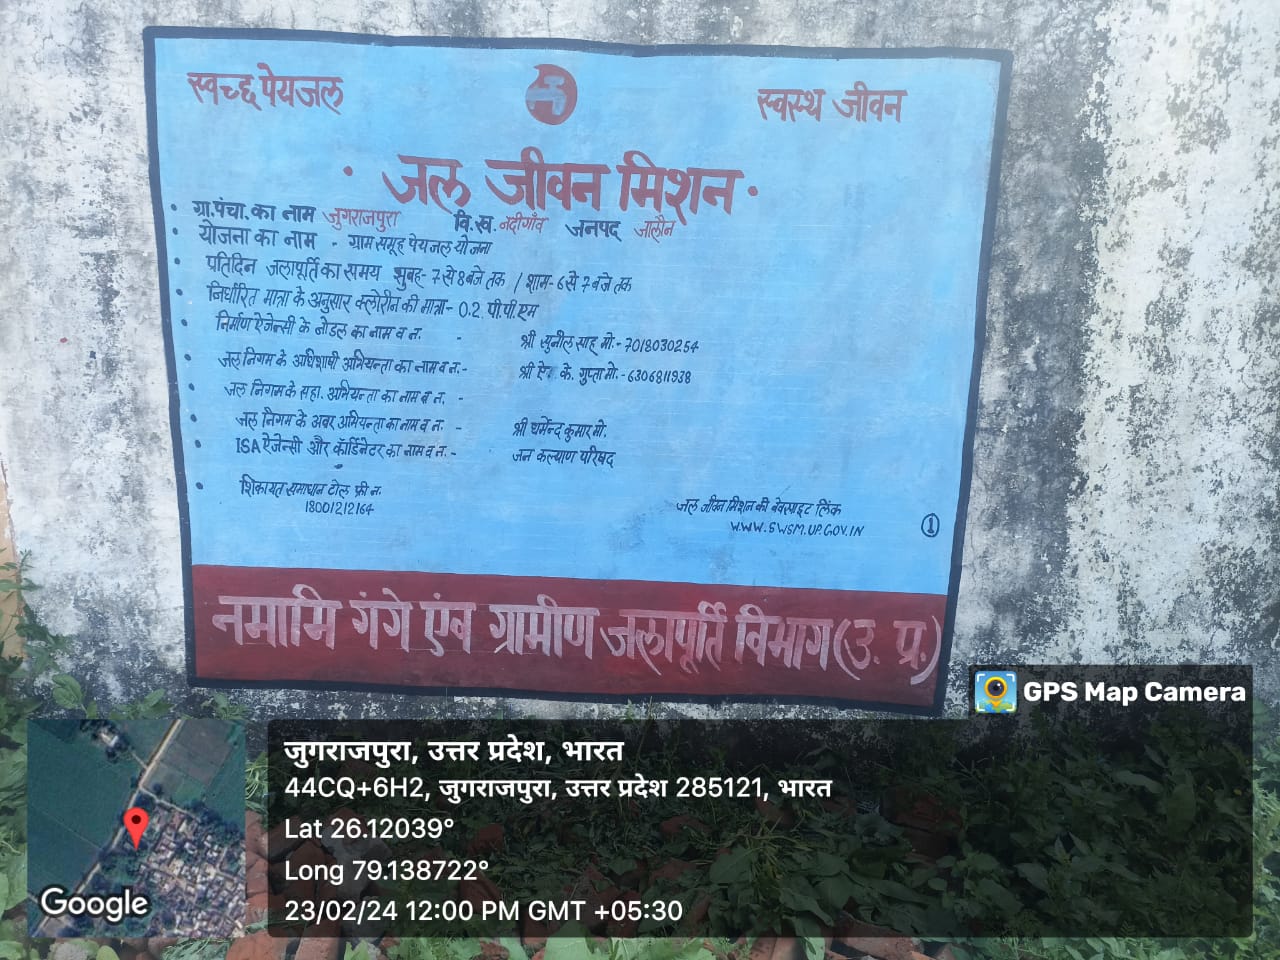 स्वच्छ पेयजल
स्वस्थ जीवन
जल जीवन मिशन
ग्रा.पंचा.का नाम जुगराजपुरा वि.ख. नदीगाँव जनपद जालौन
योजना का नाम - ग्राम समूह पेयजल योजना
प्रतिदिन जलापूर्ति का समय सुबह- 7 से 8 बजे तक / शाम- 6 से 7 बजे तक
निर्धारित मात्रा के अनुसार क्लोरीन की मात्रा- 0.2 पी.पी.एम
निर्माण ऐजेन्सी के नोडल का नाम व न. - श्री सुनील साहू मो.- 7018030254
जल निगम के अधिशाषी अभियन्ता का नाम व न.- श्री ऐन. के. गुप्ता मो.- 6306811938
जल निगम के सहा. अभियन्ता का नाम व न. -
जल निगम के अवर अभियन्ता का नाम व न. - श्री धर्मेन्द कुमार मो.
ISA ऐजेन्सी और कॉर्डिनेटर का नाम व न.- जन कल्याण परिषद
शिकायत समाधान टोल फ्री न.
18001212164
जल जीवन मिशन की वेवसाइट लिंक
WWW.SWSM.UP.GOV.IN
1
नमामि गंगे एंव ग्रामीण जलापूर्ति विभाग (उ. प्र.)
GPS Map Camera
जुगराजपुरा, उत्तर प्रदेश, भारत
44CQ+6H2, जुगराजपुरा, उत्तर प्रदेश 285121, भारत
Lat 26.12039°
Long 79.138722°
23/02/24 12:00 PM GMT +05:30
Google